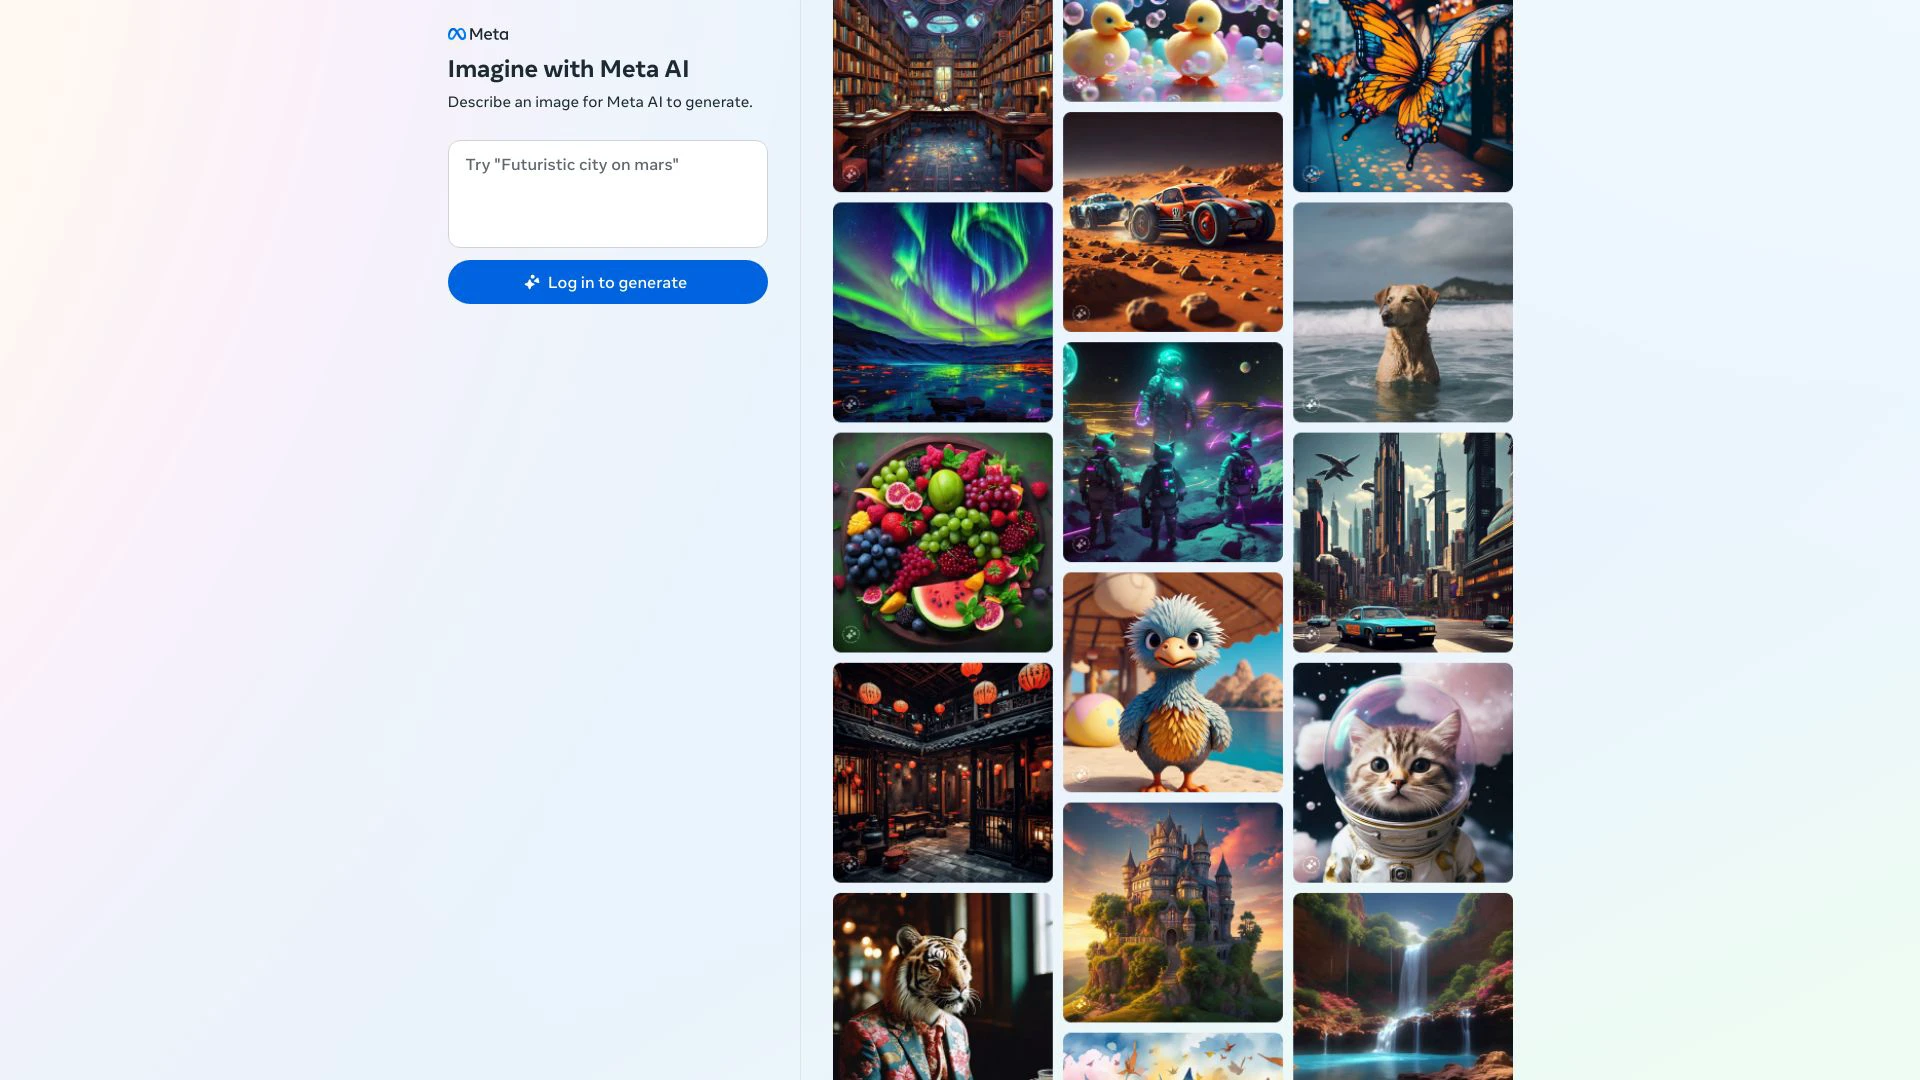 Meta
Imagine with Meta AI
Describe an image for Meta AI to generate.
Try "Futuristic city on mars"
Log in to generate